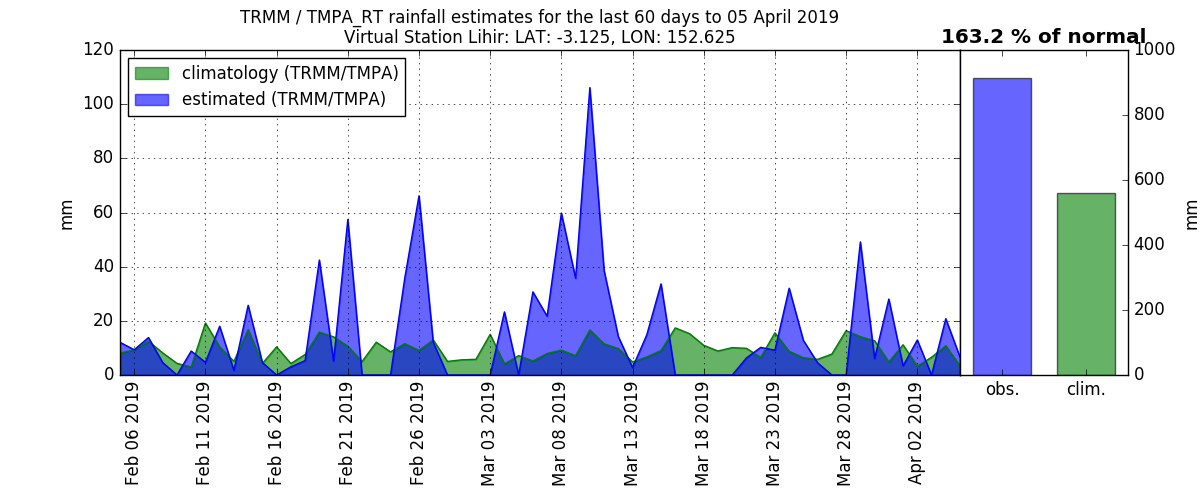 TRMM / TMPA_RT rainfall estimates for the last 60 days to 05 April 2019
Virtual Station Lihir: LAT: -3.125, LON: 152.625
163.2 % of normal
climatology (TRMM/TMPA)
estimated (TRMM/TMPA)
120
100
80
60
40
20
0
mm
Feb 06 2019
Feb 11 2019
Feb 16 2019
Feb 21 2019
Feb 26 2019
Mar 03 2019
Mar 08 2019
Mar 13 2019
Mar 18 2019
Mar 23 2019
Mar 28 2019
Apr 02 2019
obs.
clim.
1000
800
600
400
200
0
mm